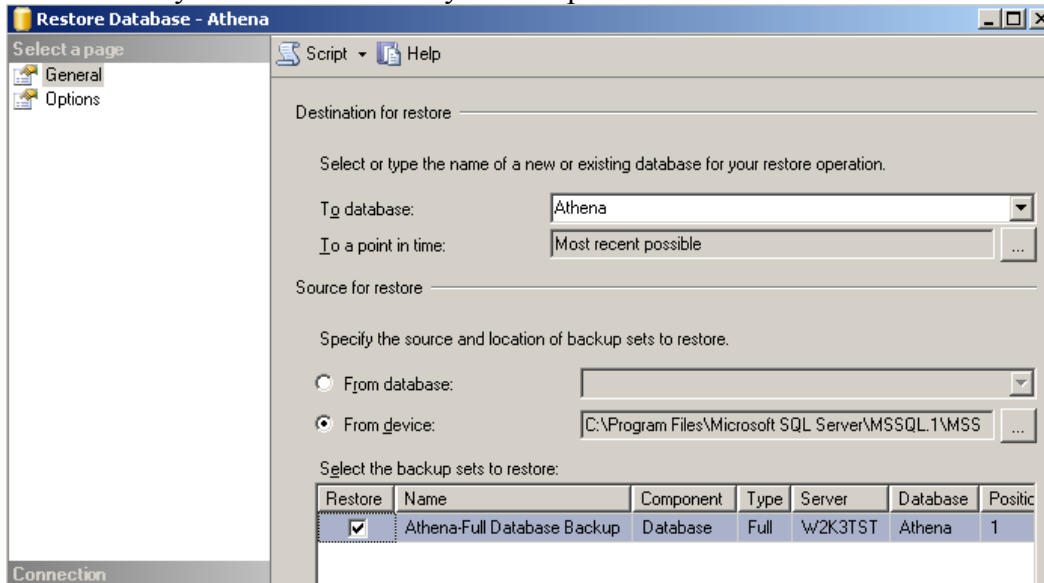 Restore Database - Athena
Select a page
General
Options
Script Help
Destination for restore
Select or type the name of a new or existing database for your restore operation.
To database: Athena
To a point in time: Most recent possible ...
Source for restore
Specify the source and location of backup sets to restore.
From database:
From device: C:\Program Files\Microsoft SQL Server\MSSQL.1\MSS ...
Select the backup sets to restore:
Restore Name Component Type Server Database Positic
Athena-Full Database Backup Database Full W2K3TST Athena 1
Connection